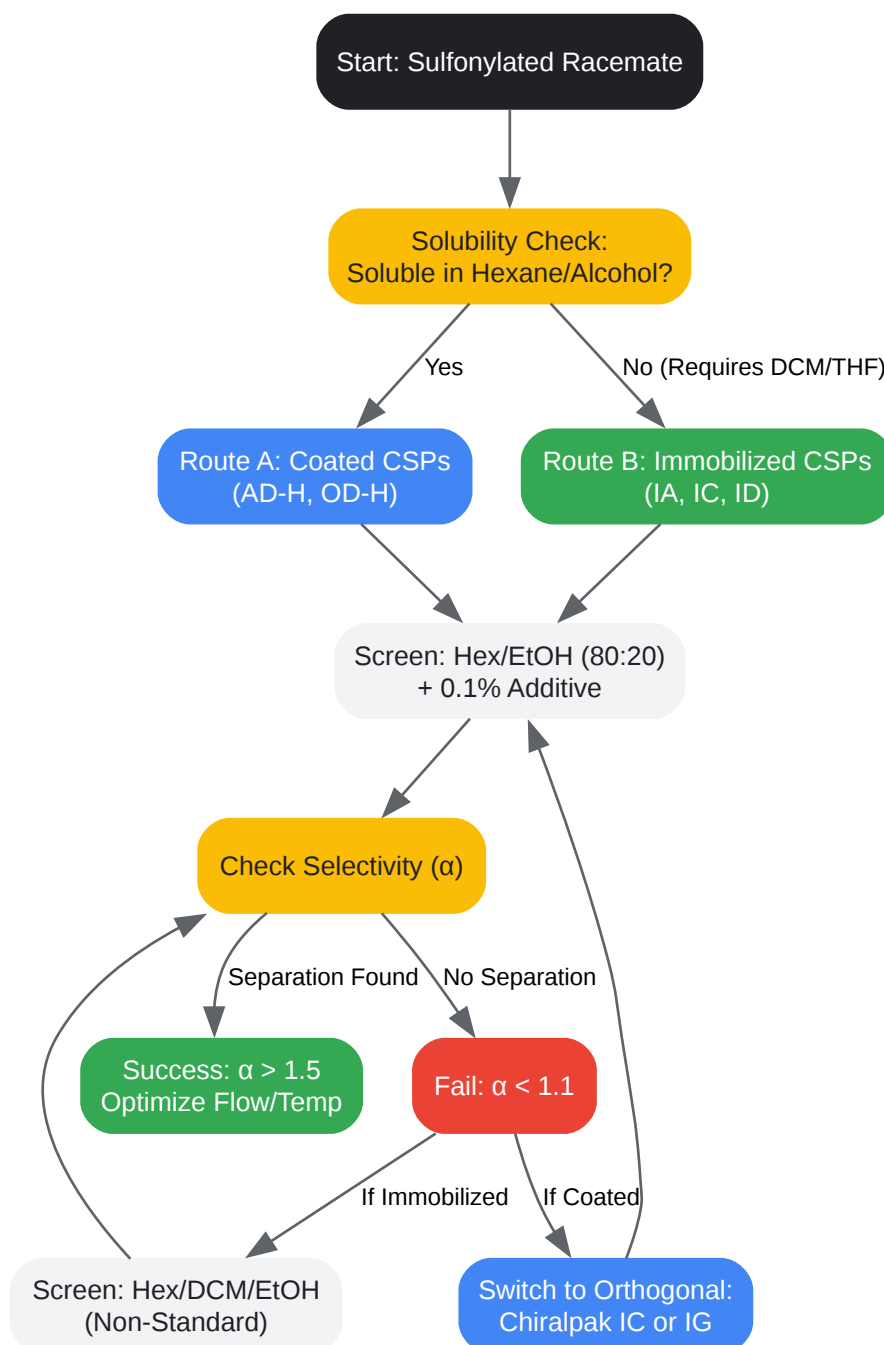 Start: Sulfonylated Racemate
Solubility Check:
Soluble in Hexane/Alcohol?
Yes
No (Requires DCM/THF)
Route A: Coated CSPs
(AD-H, OD-H)
Route B: Immobilized CSPs
(IA, IC, ID)
Screen: Hex/EtOH (80:20)
+ 0.1% Additive
Check Selectivity (α)
Separation Found
No Separation
Success: α > 1.5
Optimize Flow/Temp
Fail: α < 1.1
If Immobilized
If Coated
Screen: Hex/DCM/EtOH
(Non-Standard)
Switch to Orthogonal:
Chiralpak IC or IG